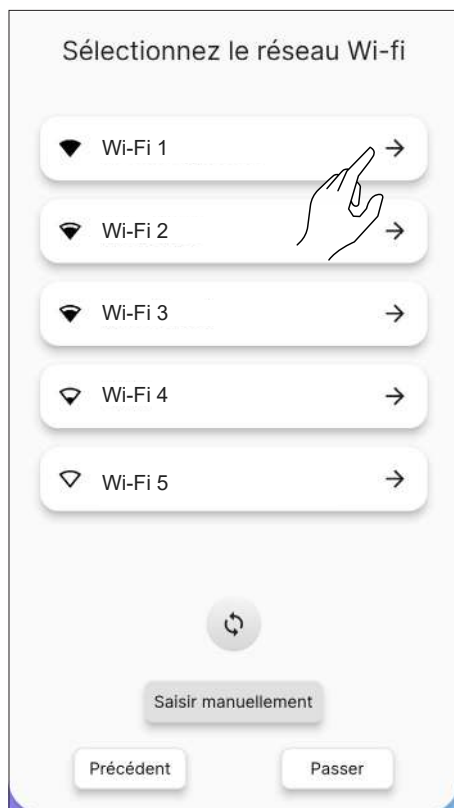 Sélectionnez le réseau Wi-fi
Wi-Fi 1
Wi-Fi 2
Wi-Fi 3
Wi-Fi 4
Wi-Fi 5
Saisir manuellement
Précédent
Passer